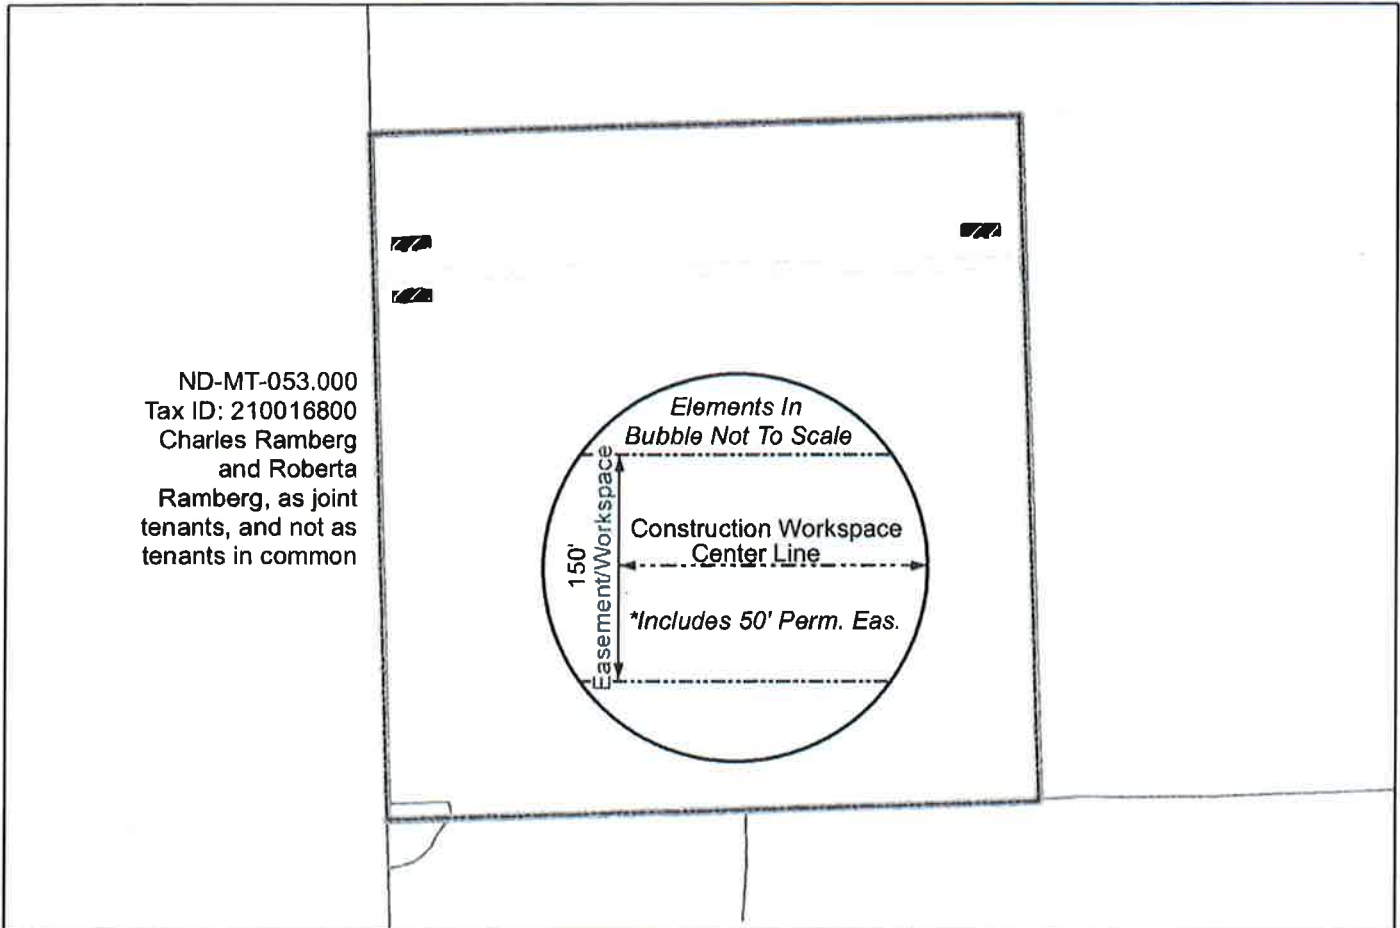 ND-MT-053.000
Tax ID: 210016800
Charles Ramberg
and Roberta
Ramberg, as joint
tenants, and not as
tenants in common
Elements In
Bubble Not To Scale
150'
Easement/Workspace
Construction Workspace
Center Line
*Includes 50' Perm. Eas.